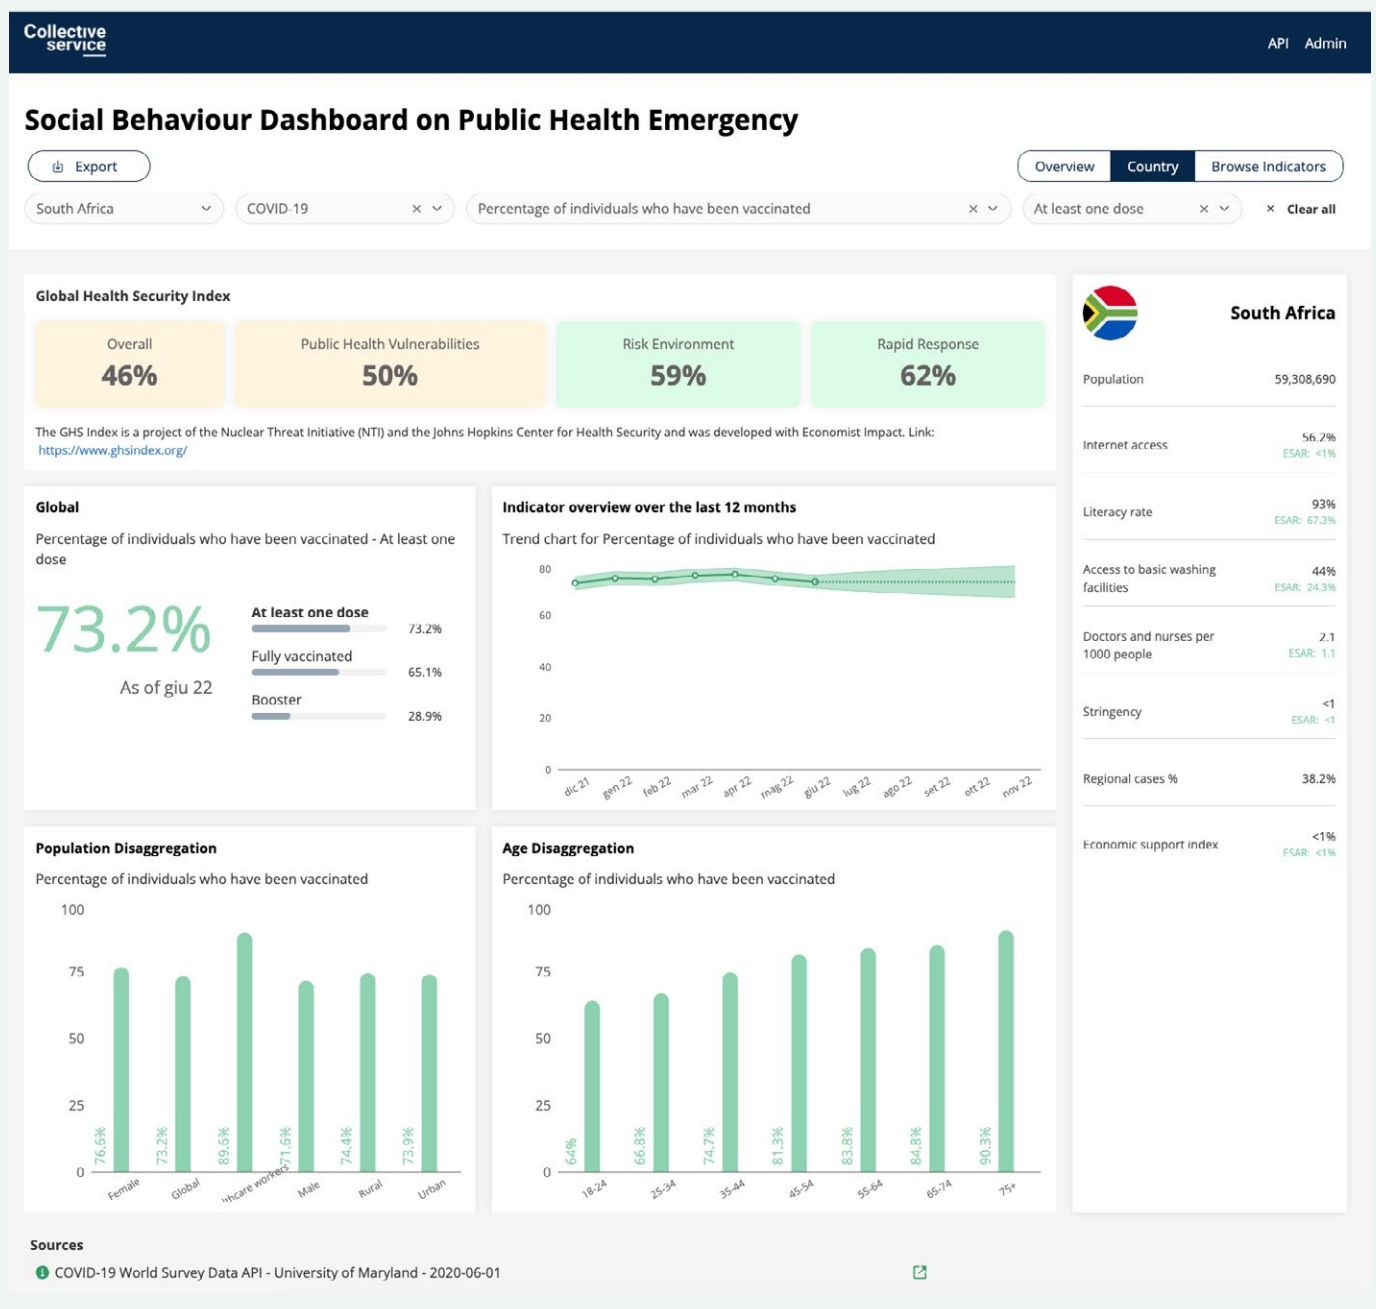 Collective
service
API Admin
Social Behaviour Dashboard on Public Health Emergency
Export
Overview Country Browse Indicators
South Africa COVID-19 Percentage of individuals who have been vaccinated At least one dose × Clear all
Global Health Security Index
Overall
46%
Public Health Vulnerabilities
50%
Risk Environment
59%
Rapid Response
62%
The GHS Index is a project of the Nuclear Threat Initiative (NTI) and the Johns Hopkins Center for Health Security and was developed with Economist Impact. Link:
https://www.ghsindex.org/
Global
Percentage of individuals who have been vaccinated - At least one
dose
73.2%
As of giu 22
At least one dose
73.2%
Fully vaccinated
65.1%
Booster
28.9%
Indicator overview over the last 12 months
Trend chart for Percentage of individuals who have been vaccinated
80
60
40
20
0
dic 21 gen 22 feb 22 mar 22 apr 22 mag 22 giu 22 lug 22 ago 22 set 22 ott 22 nov 22
Population Disaggregation
Percentage of individuals who have been vaccinated
100
75
50
25
0
76.6% 73.2% 89.6% 71.6% 74.4% 73.9%
Female Global lthcare workers Male Rural Urban
Age Disaggregation
Percentage of individuals who have been vaccinated
100
75
50
25
0
64% 66.8% 74.7% 81.3% 83.8% 84.8% 90.3%
18-24 25-34 35-44 45-54 55-64 65-74 75+
South Africa
Population 59,308,690
Internet access 56.2%
ESAR: <1%
Literacy rate 93%
ESAR: 67.3%
Access to basic washing
facilities
44%
ESAR: 24.3%
Doctors and nurses per
1000 people
2.1
ESAR: 1.1
Stringency <1
ESAR: <1
Regional cases % 38.2%
Economic support index <1%
ESAR: <1%
Sources
COVID-19 World Survey Data API - University of Maryland - 2020-06-01